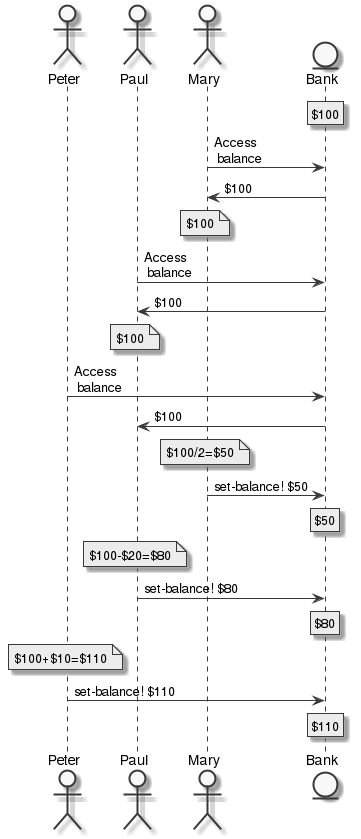 Peter Paul Mary Bank
$100
Access
balance
$100
$100
Access
balance
$100
$100
Access
balance
$100
$100/2=$50
set-balance! $50
$50
$100-$20=$80
set-balance! $80
$80
$100+$10=$110
set-balance! $110
$110
Peter Paul Mary Bank